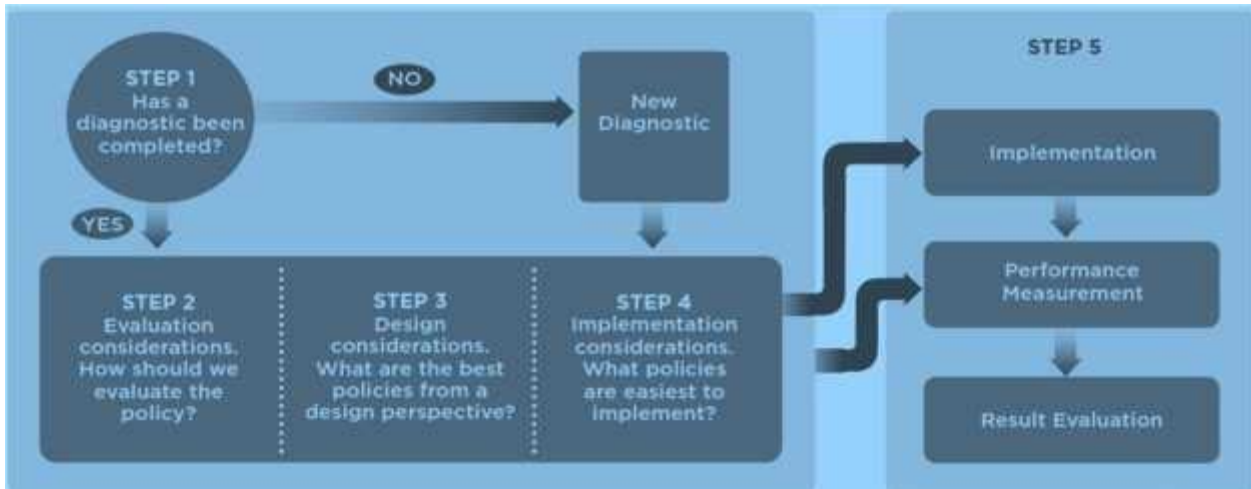 STEP 1
Has a
diagnostic been
completed?
NO
New
Diagnostic
YES
STEP 2
Evaluation
considerations.
How should we
evaluate the
policy?
STEP 3
Design
considerations.
What are the best
policies from a
design perspective?
STEP 4
Implementation
considerations.
What policies
are easiest to
implement?
STEP 5
Implementation
Performance
Measurement
Result Evaluation